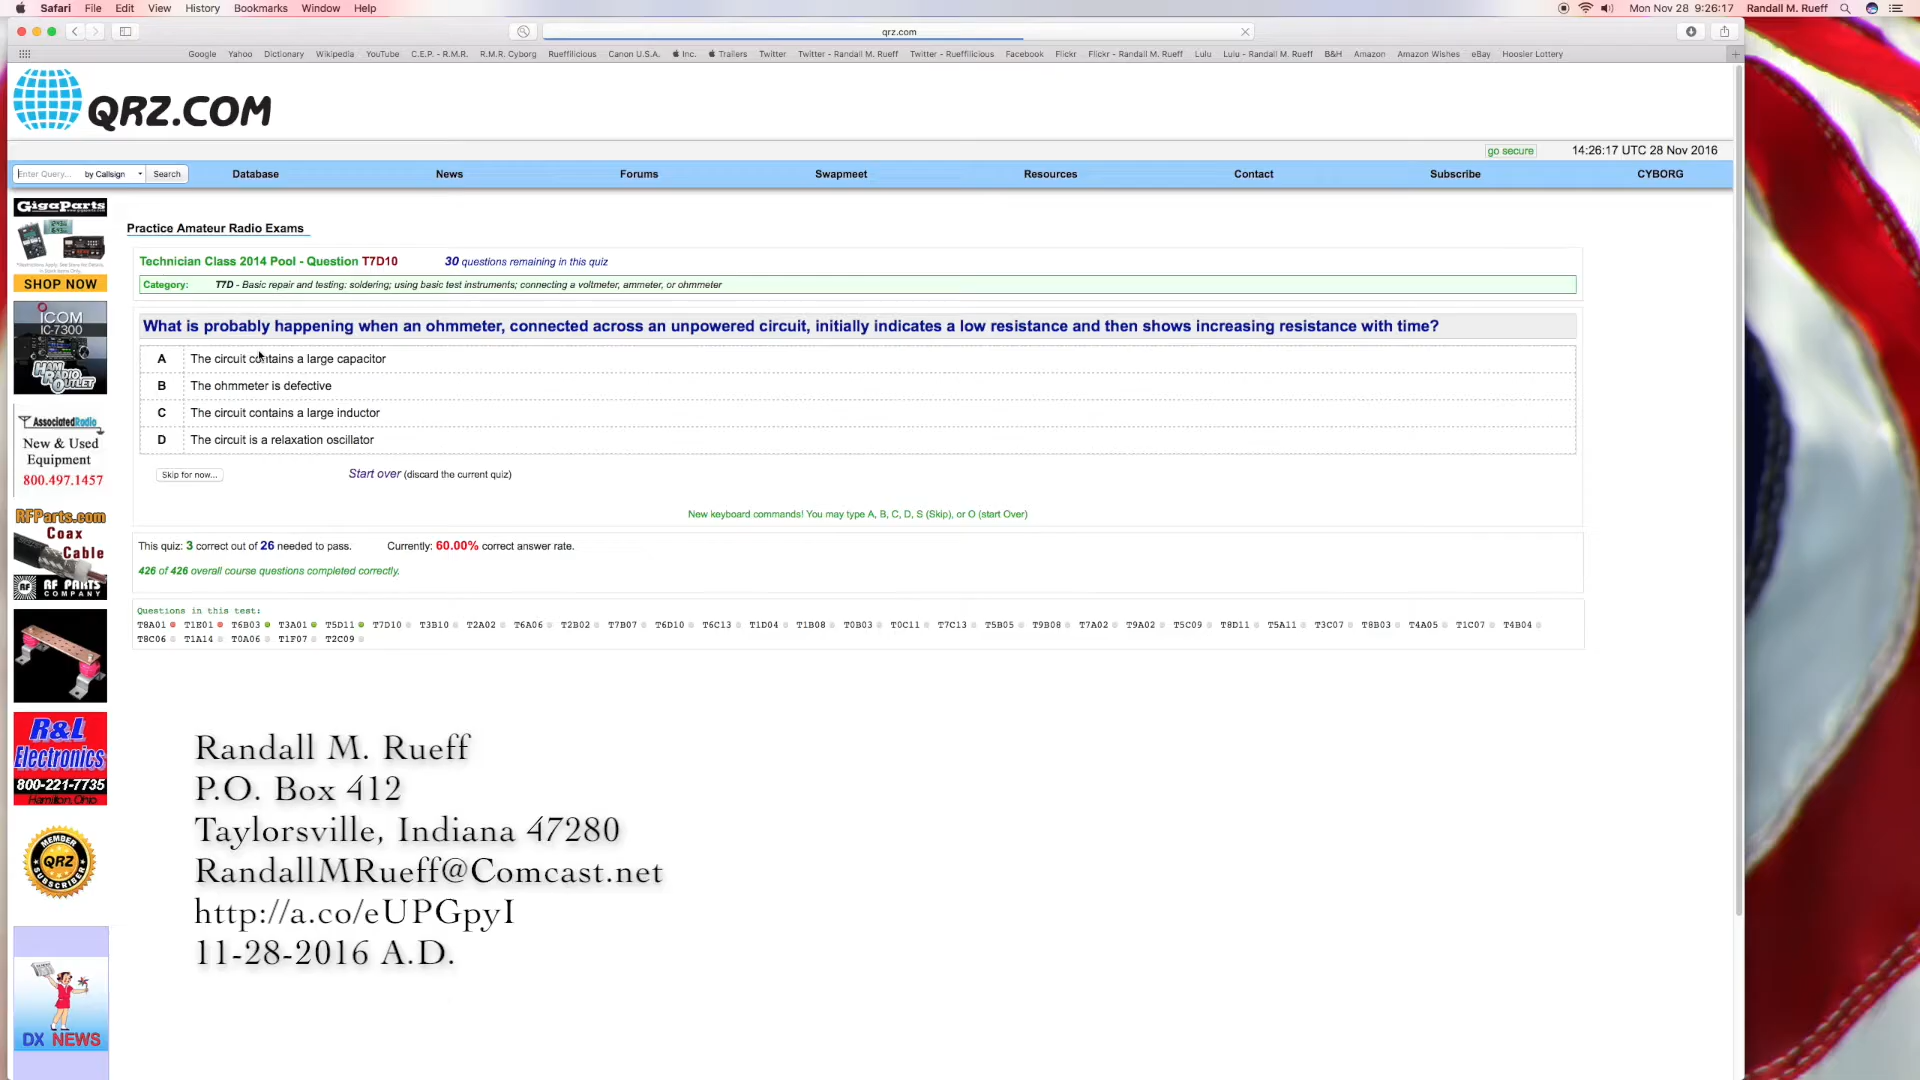 Safari File Edit View History Bookmarks Window Help Mon Nov 28 9:26:17 Randall M. Rueff
qrz.com
Google Yahoo Dictionary Wikipedia YouTube C.E.P. - R.M.R. R.M.R. Cyborg Rueffilicious Canon U.S.A. Inc. Trailers Twitter Twitter - Randall M. Rueff Twitter - Rueffilicious Facebook Flickr Flickr - Randall M. Rueff Lulu Lulu - Randall M. Rueff B&H Amazon Amazon Wishes eBay Hoosier Lottery
QRZ.COM
go secure 14:26:17 UTC 28 Nov 2016
Enter Query... by Callsign Search Database News Forums Swapmeet Resources Contact Subscribe CYBORG
GigaParts
SHOP NOW
ICOM
IC-7300
HAM RADIO OUTLET
AssociatedRadio
New & Used
Equipment
800.497.1457
RFParts.com
Coax
Cable
RF PARTS
COMPANY
R&L
Electronics
800-221-7735
Hamilton, Ohio
MEMBER
QRZ
SUBSCRIBER
DX NEWS
Practice Amateur Radio Exams
Technician Class 2014 Pool - Question T7D10 30 questions remaining in this quiz
Category: T7D - Basic repair and testing: soldering; using basic test instruments; connecting a voltmeter, ammeter, or ohmmeter
What is probably happening when an ohmmeter, connected across an unpowered circuit, initially indicates a low resistance and then shows increasing resistance with time?
A The circuit contains a large capacitor
B The ohmmeter is defective
C The circuit contains a large inductor
D The circuit is a relaxation oscillator
Skip for now... Start over (discard the current quiz)
New keyboard commands! You may type A, B, C, D, S (Skip), or O (start Over)
This quiz: 3 correct out of 26 needed to pass. Currently: 60.00% correct answer rate.
426 of 426 overall course questions completed correctly.
Questions in this test:
T8A01 T1E01 T6B03 T3A01 T5D11 T7D10 T3B10 T2A02 T6A06 T2B02 T7B07 T6D10 T6C13 T1D04 T1B08 T0B03 T0C11 T7C13 T5B05 T9B08 T7A02 T9A02 T5C09 T8D11 T5A11 T3C07 T8B03 T4A05 T1C07 T4B04
T8C06 T1A14 T0A06 T1F07 T2C09
Randall M. Rueff
P.O. Box 412
Taylorsville, Indiana 47280
RandallMRueff@Comcast.net
http://a.co/eUPGpyI
11-28-2016 A.D.